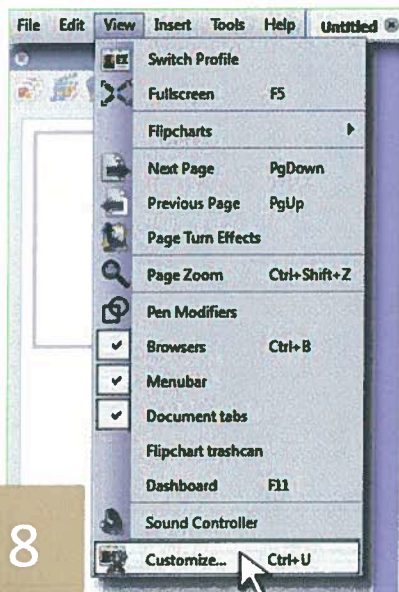 File Edit View Insert Tools Help Untitled
Switch Profile
Fullscreen F5
Flipcharts
Next Page PgDown
Previous Page PgUp
Page Turn Effects
Page Zoom Ctrl+Shift+Z
Pen Modifiers
Browsers Ctrl+B
Menubar
Document tabs
Flipchart trashcan
Dashboard F11
Sound Controller
Customize... Ctrl+U
8